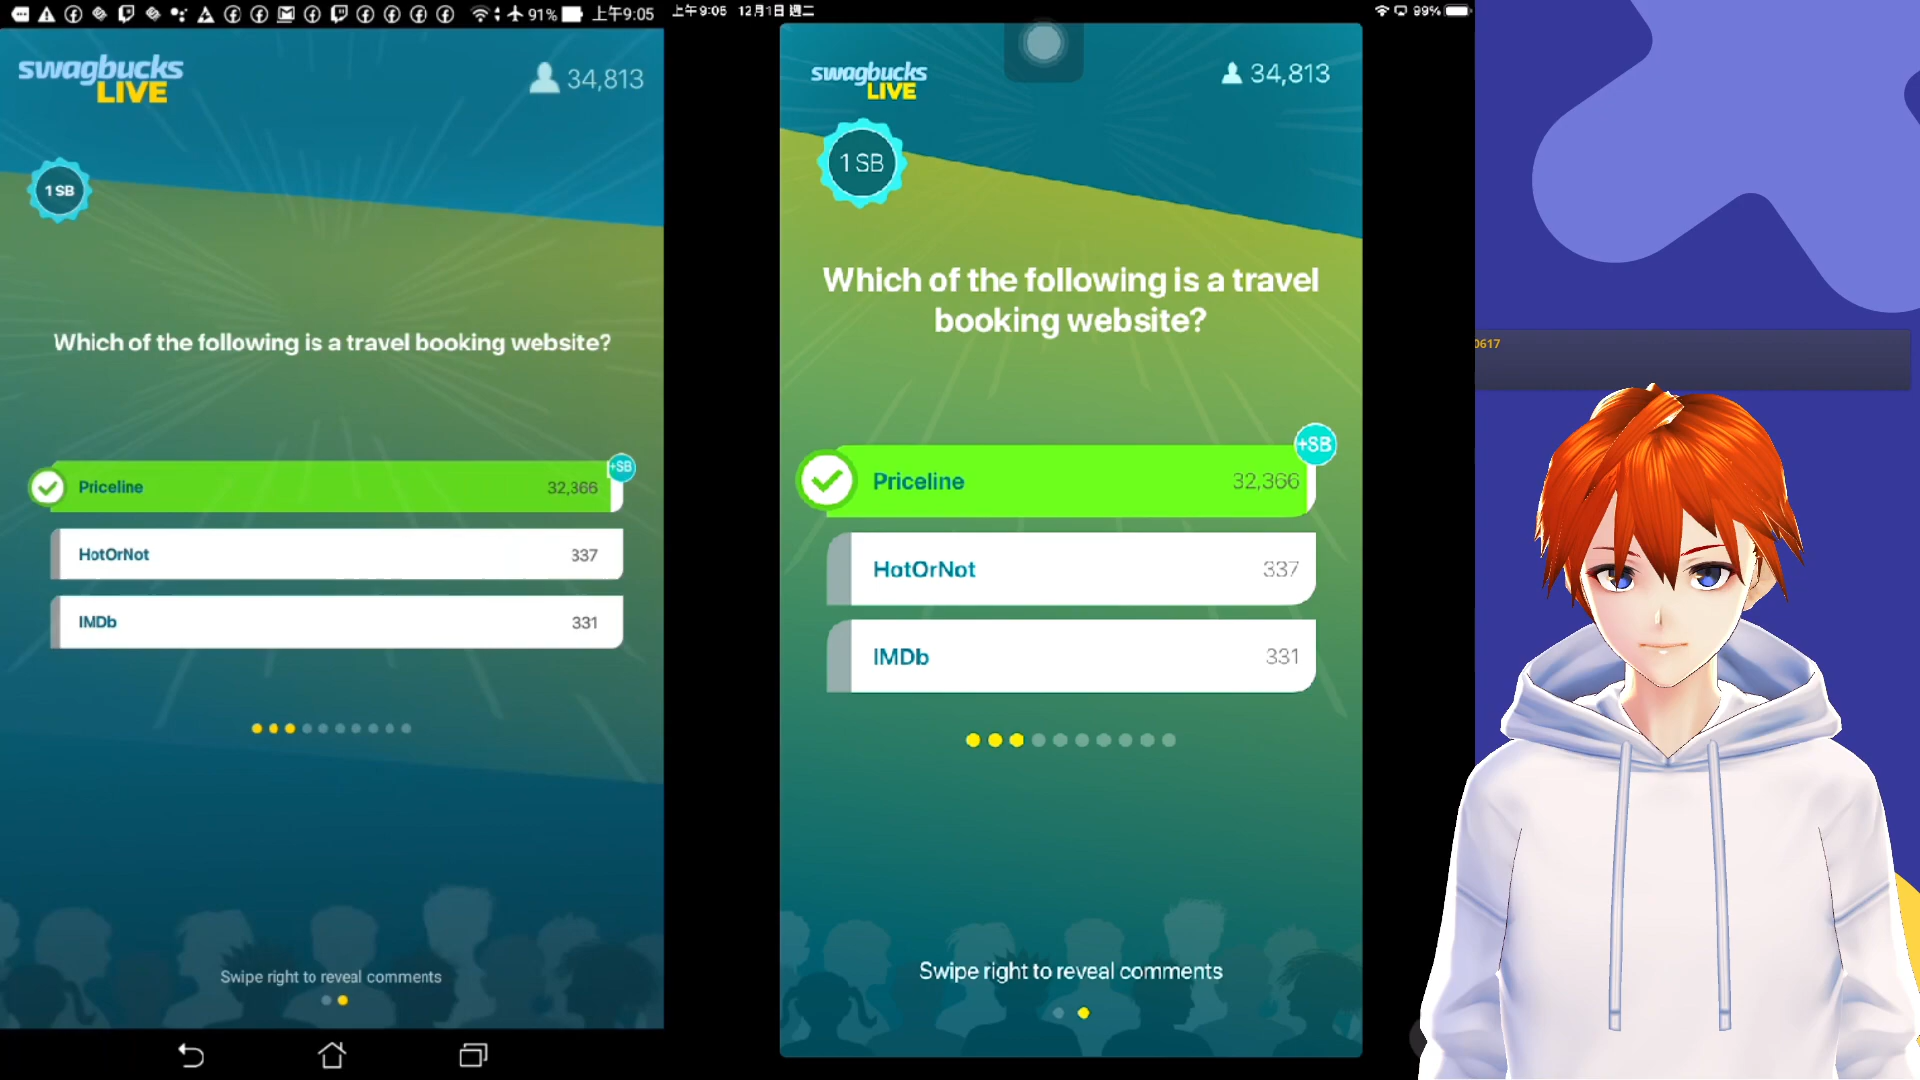 91% 上午9:05
swagbucks
LIVE
34,813
1 SB
Which of the following is a travel booking website?
Priceline 32,366
+SB
HotOrNot 337
IMDb 331
Swipe right to reveal comments
上午9:05 12月1日 週二
99%
swagbucks
LIVE
34,813
1 SB
Which of the following is a travel
booking website?
+SB
Priceline 32,366
HotOrNot 337
IMDb 331
Swipe right to reveal comments
0617